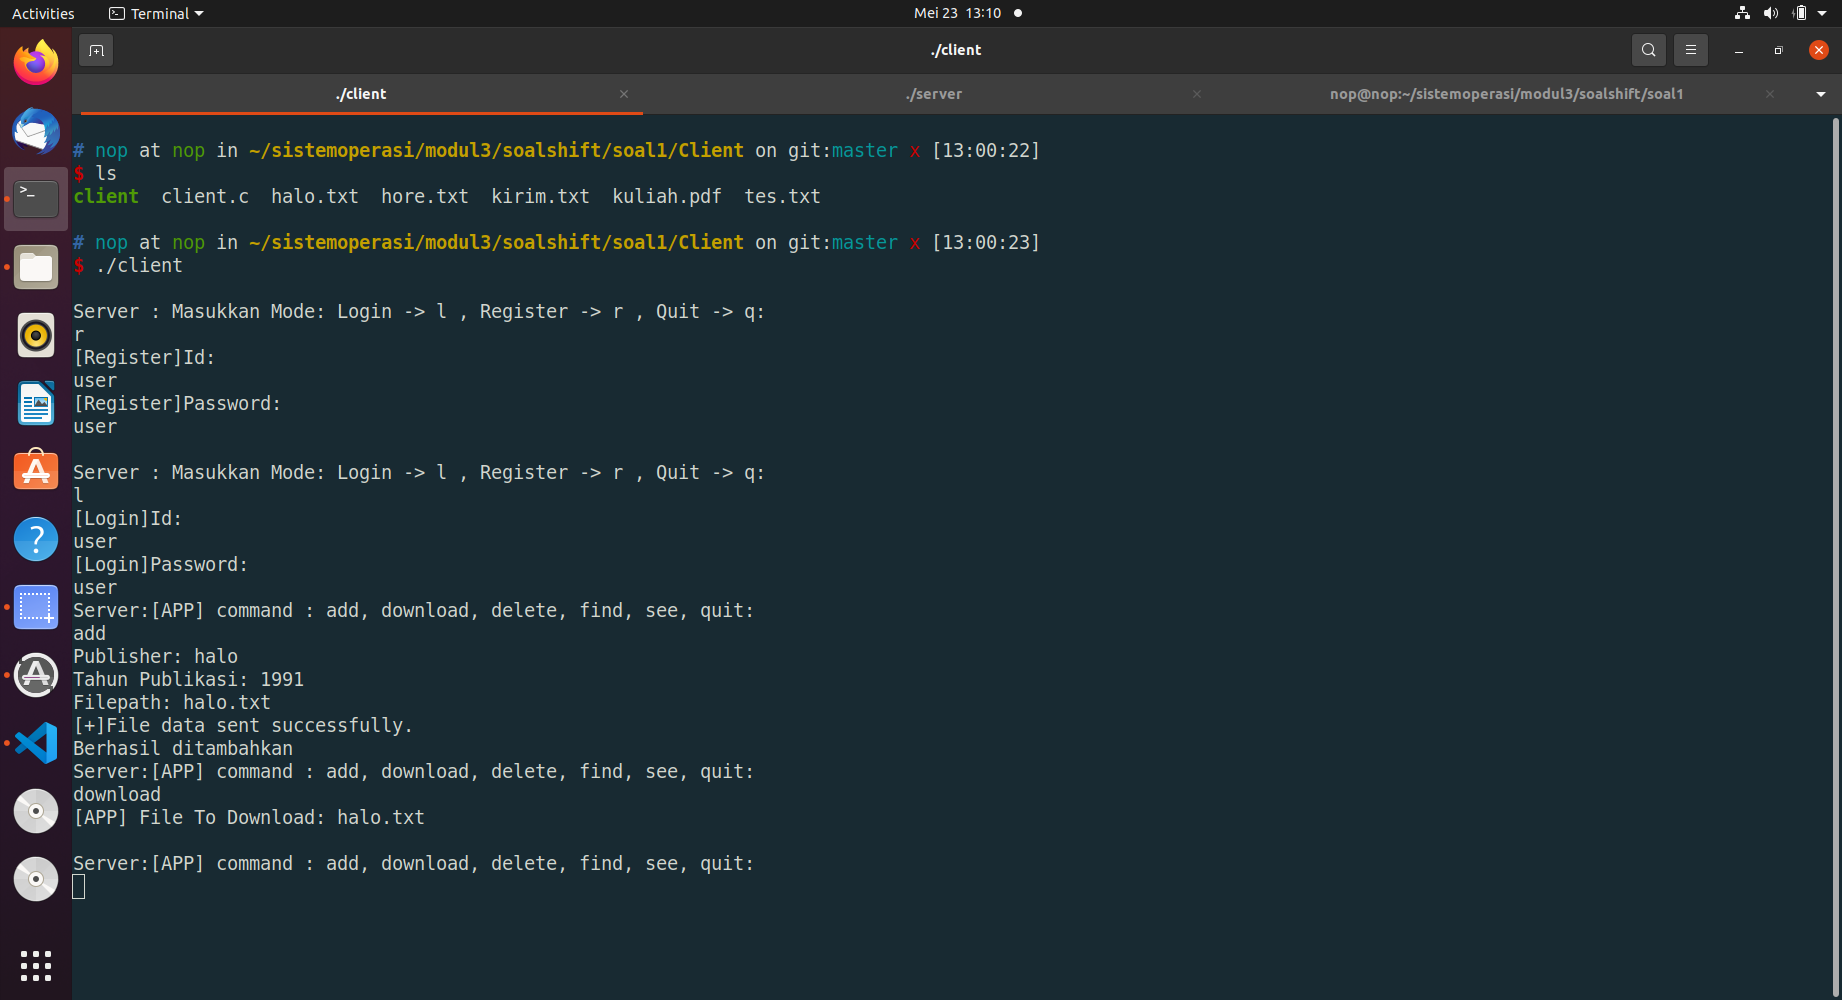 Activities
Terminal
Mei 23 13:10
./client
./client
./server
nop@nop:~/sistemoperasi/modul3/soalshift/soal1
# nop at nop in ~/sistemoperasi/modul3/soalshift/soal1/Client on git:master x [13:00:22]
$ ls
client  client.c  halo.txt  hore.txt  kirim.txt  kuliah.pdf  tes.txt
# nop at nop in ~/sistemoperasi/modul3/soalshift/soal1/Client on git:master x [13:00:23]
$ ./client
Server : Masukkan Mode: Login -> l , Register -> r , Quit -> q:
r
[Register]Id:
user
[Register]Password:
user
Server : Masukkan Mode: Login -> l , Register -> r , Quit -> q:
l
[Login]Id:
user
[Login]Password:
user
Server:[APP] command : add, download, delete, find, see, quit:
add
Publisher: halo
Tahun Publikasi: 1991
Filepath: halo.txt
[+]File data sent successfully.
Berhasil ditambahkan
Server:[APP] command : add, download, delete, find, see, quit:
download
[APP] File To Download: halo.txt
Server:[APP] command : add, download, delete, find, see, quit: